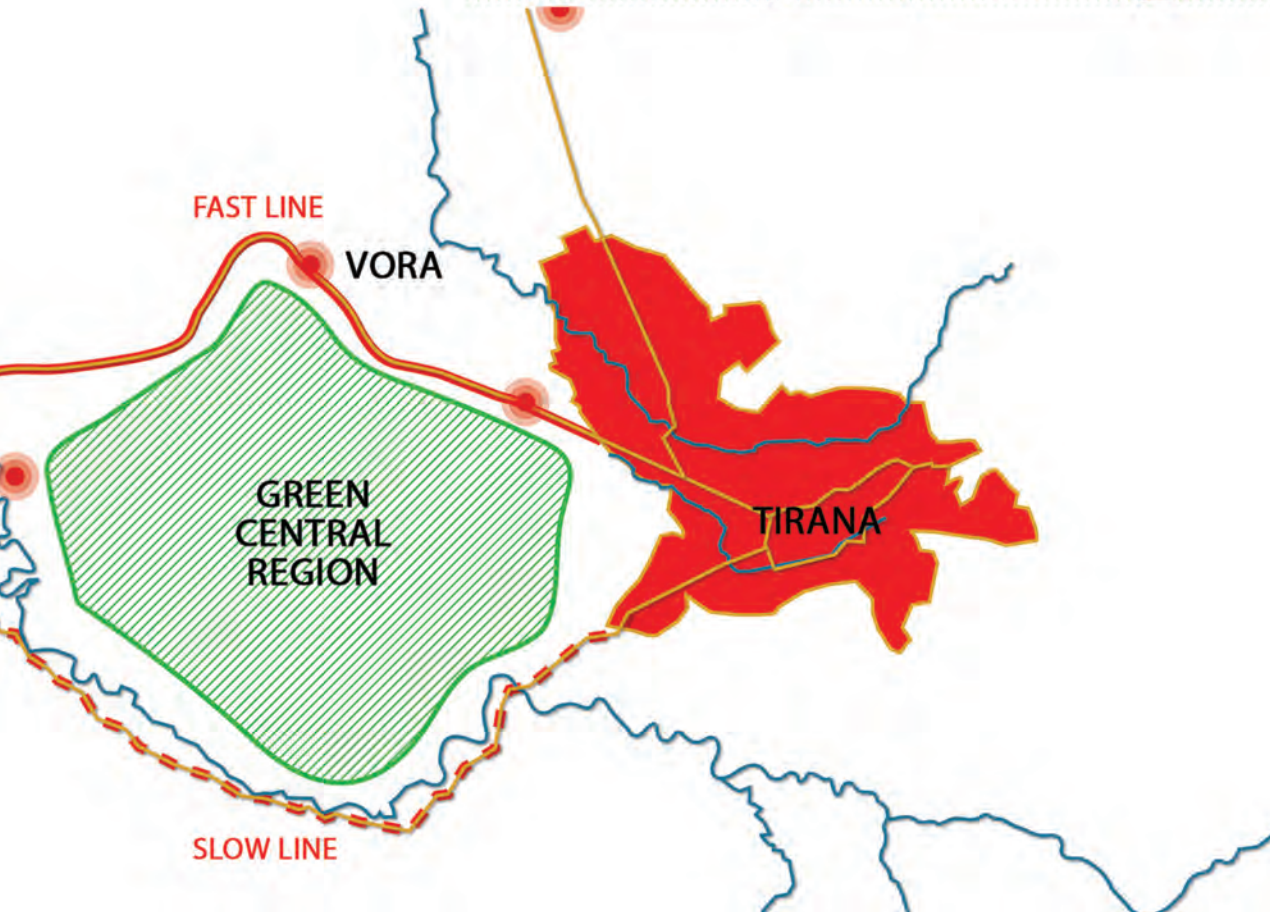 FAST LINE
VORA
GREEN
CENTRAL
REGION
TIRANA
SLOW LINE